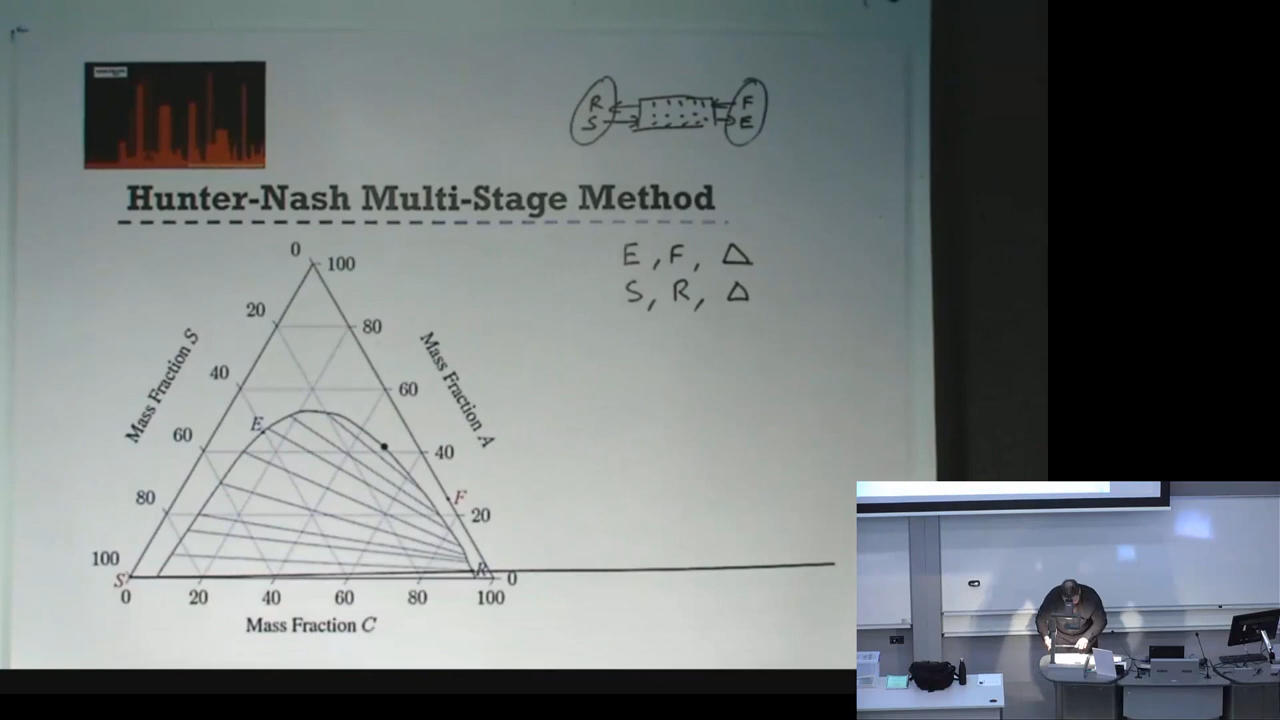 R F
S E
Hunter-Nash Multi-Stage Method
E, F, Δ
S, R, Δ
0 100
20 80
Mass Fraction S
Mass Fraction A
40 60
E
60 40
F
80 20
100
S R 0
0 20 40 60 80 100
Mass Fraction C